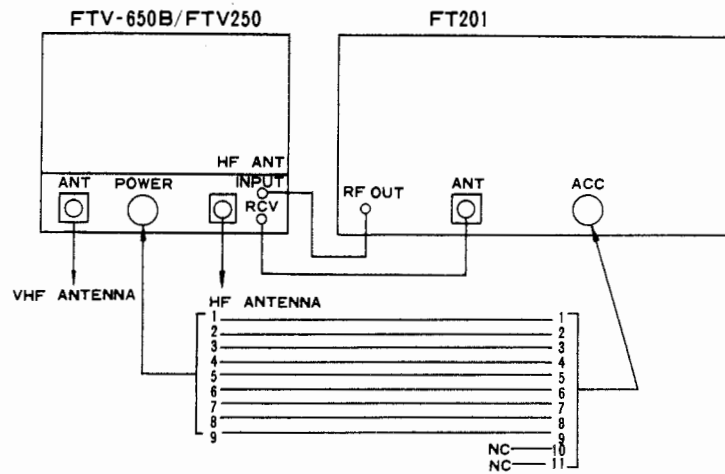 FTV-650B/FTV250
FT201
HF ANT
ANT
POWER
INPUT
RCV
RF OUT
ANT
ACC
VHF ANTENNA
HF ANTENNA
1 1
2 2
3 3
4 4
5 5
6 6
7 7
8 8
9 9
NC 10
NC 11